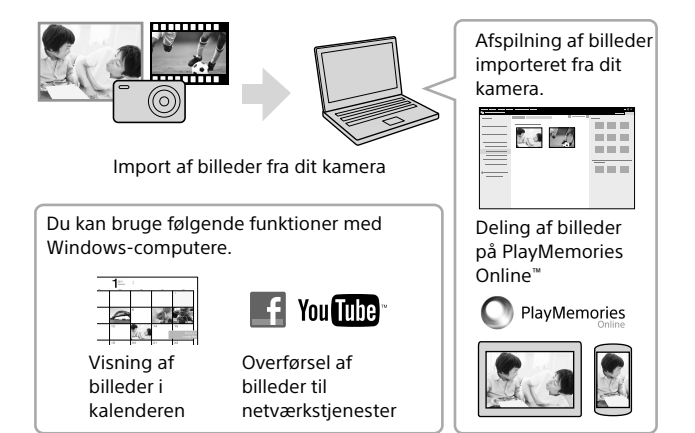 Import af billeder fra dit kamera
Afspilning af billeder
importeret fra dit
kamera.
Deling af billeder
på PlayMemories
Online™
PlayMemories
Online
Du kan bruge følgende funktioner med
Windows-computere.
1
f YouTube™
Visning af
billeder i
kalenderen
Overførsel af
billeder til
netværkstjenester